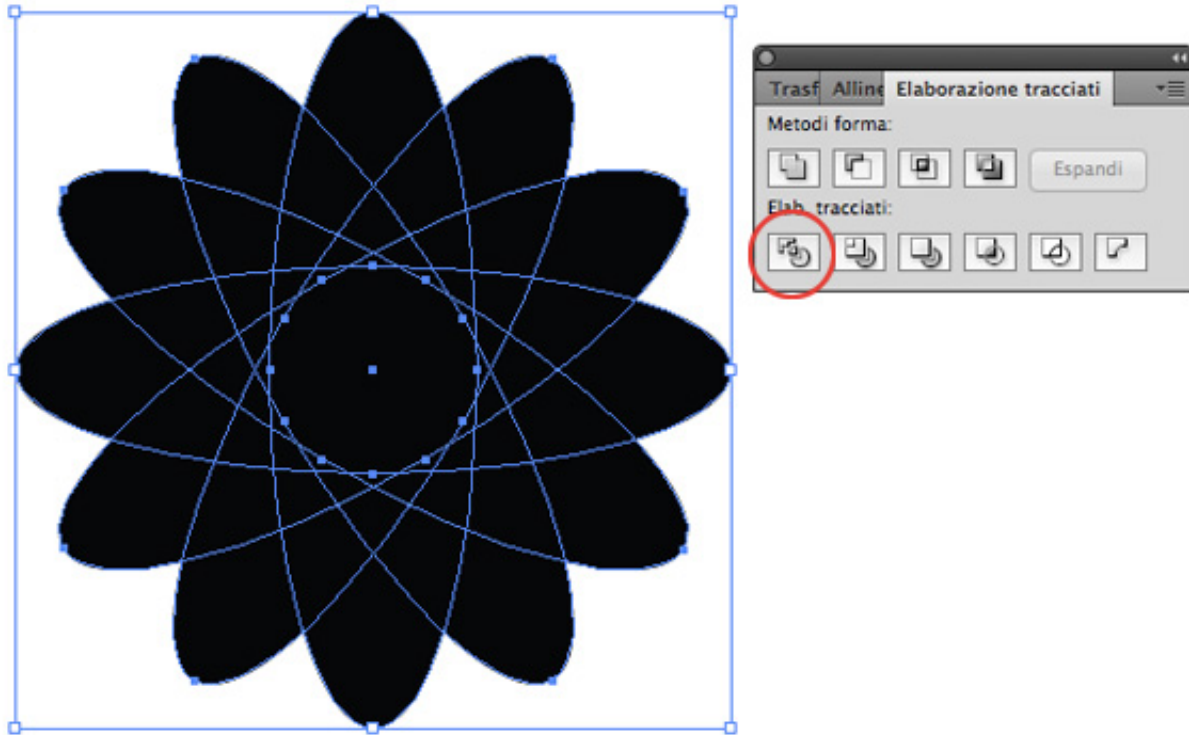 Trasf Alline Elaborazione tracciati
Metodi forma:
Espandi
Elab. tracciati: